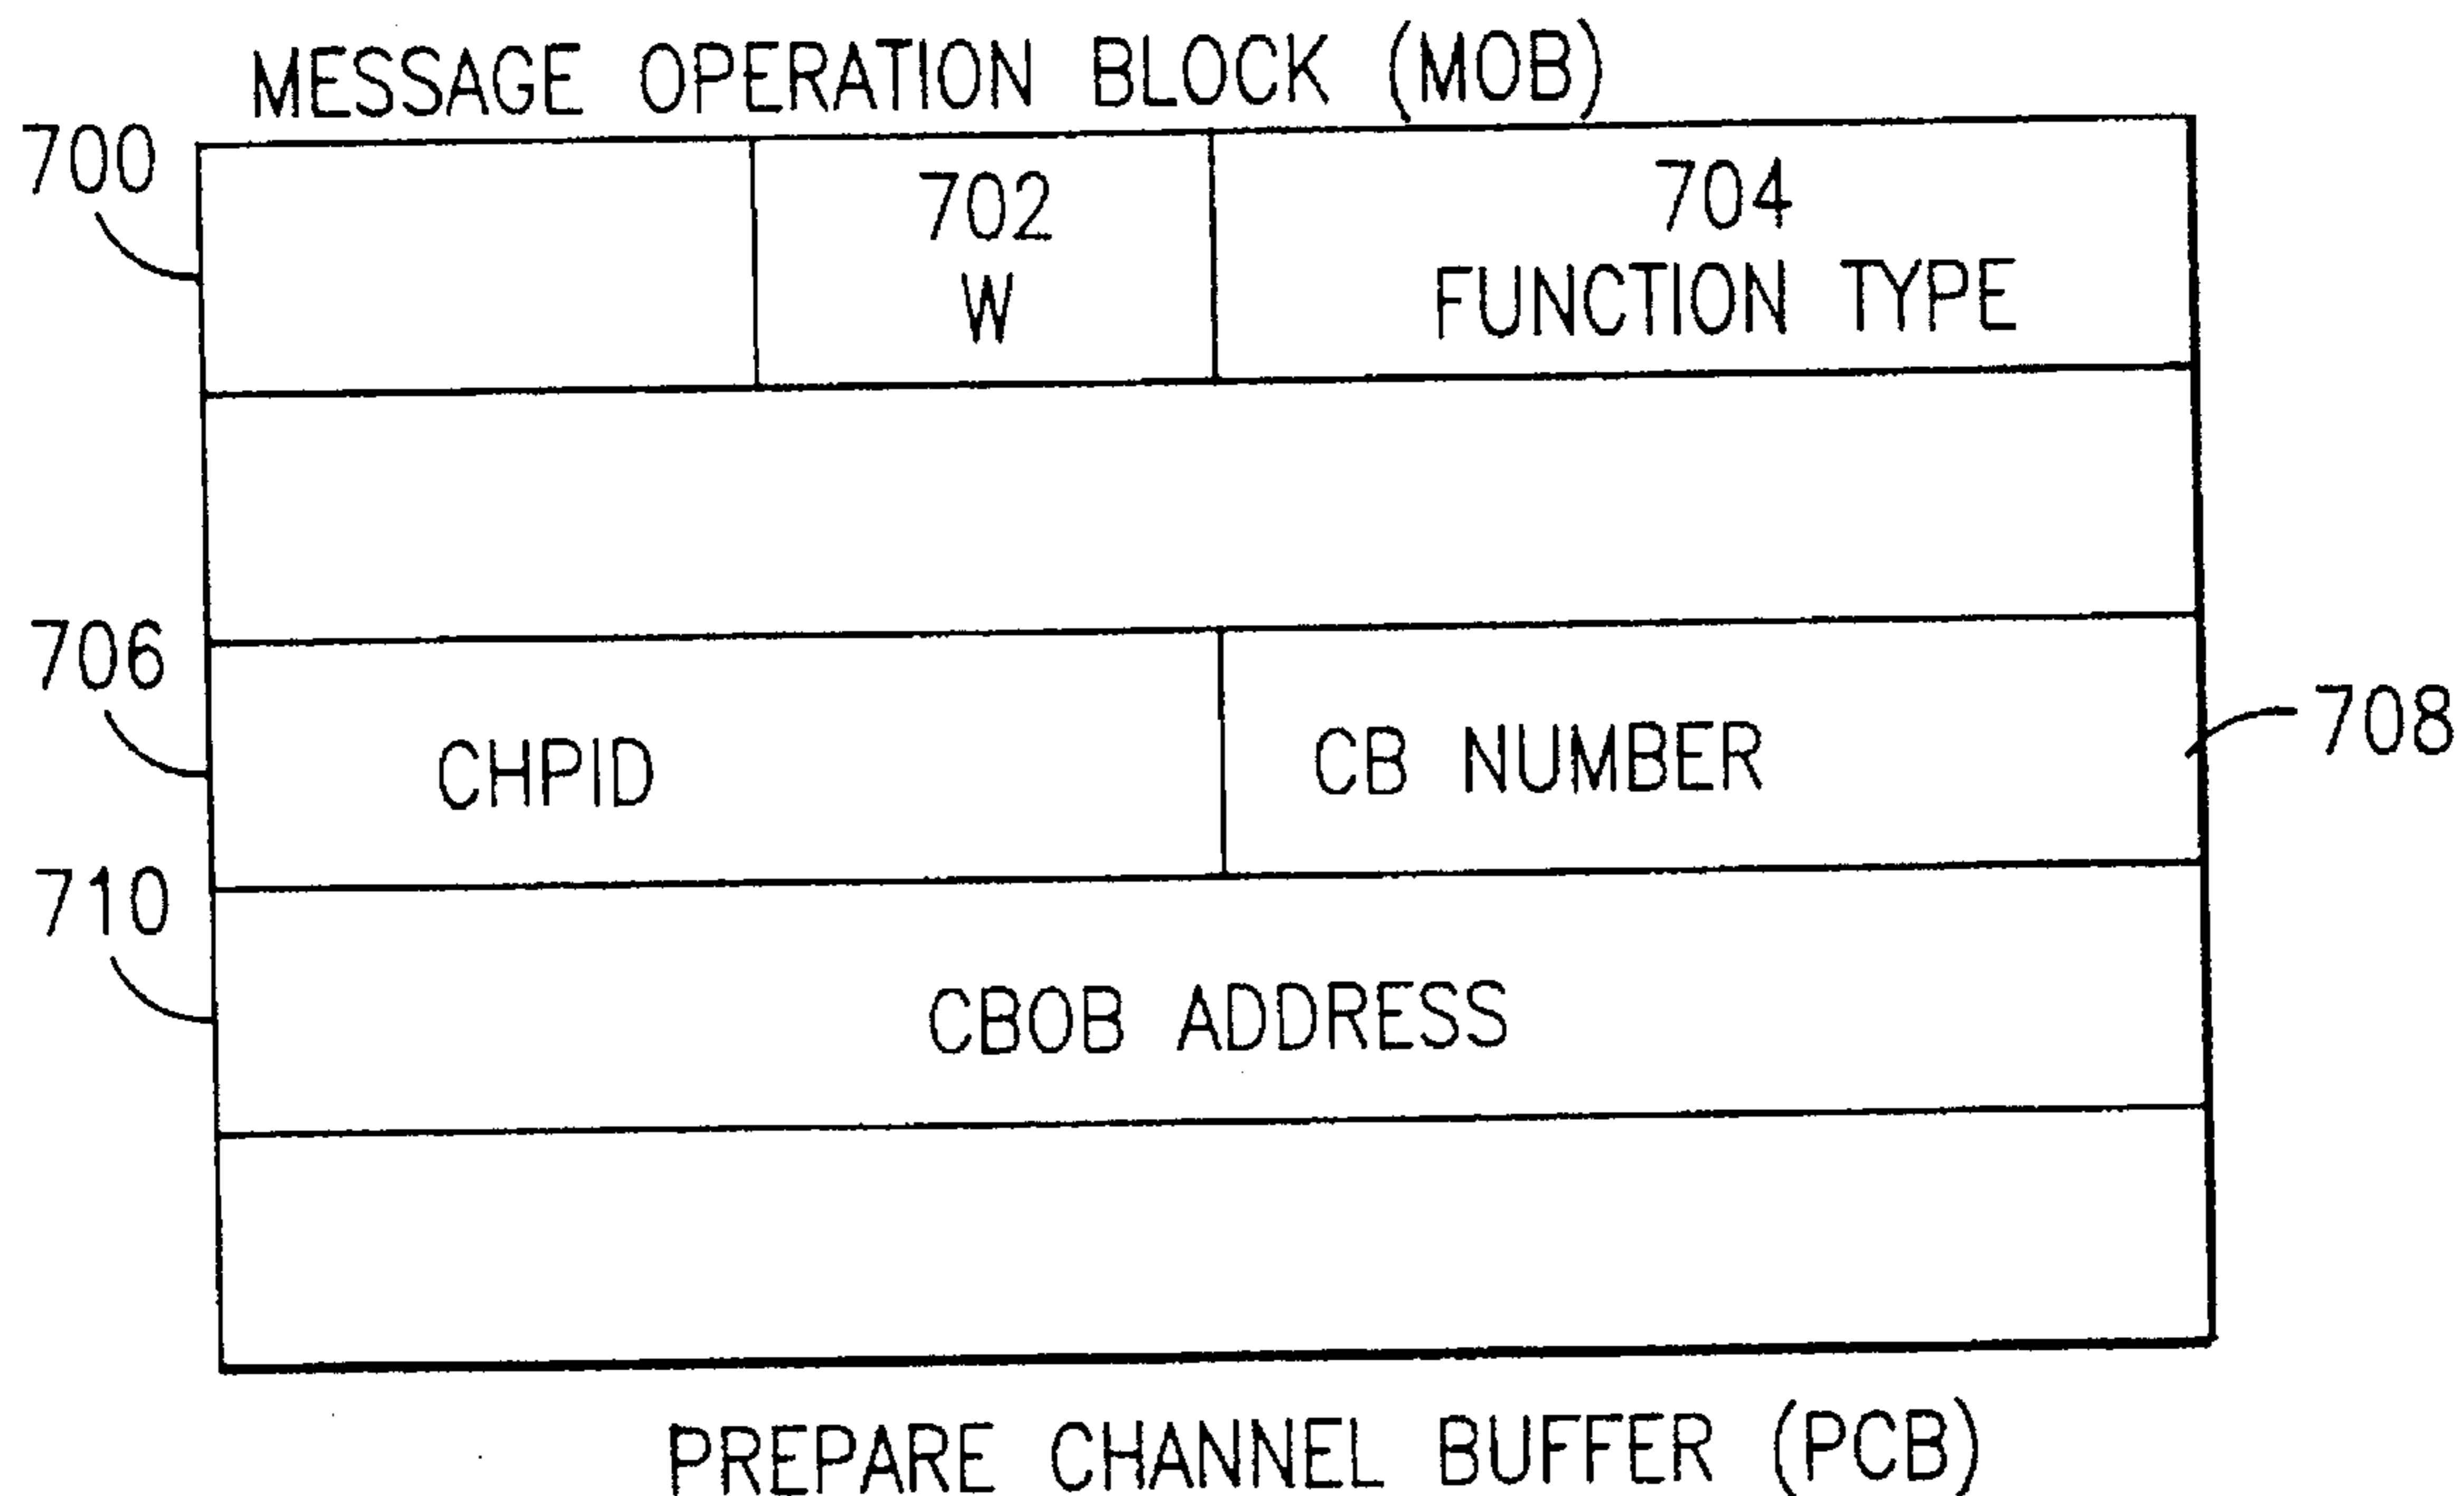 MESSAGE OPERATION BLOCK (MOB)
700
702
W
704
FUNCTION TYPE
706
CHPID
CB NUMBER
708
710
CBOB ADDRESS
PREPARE CHANNEL BUFFER (PCB)